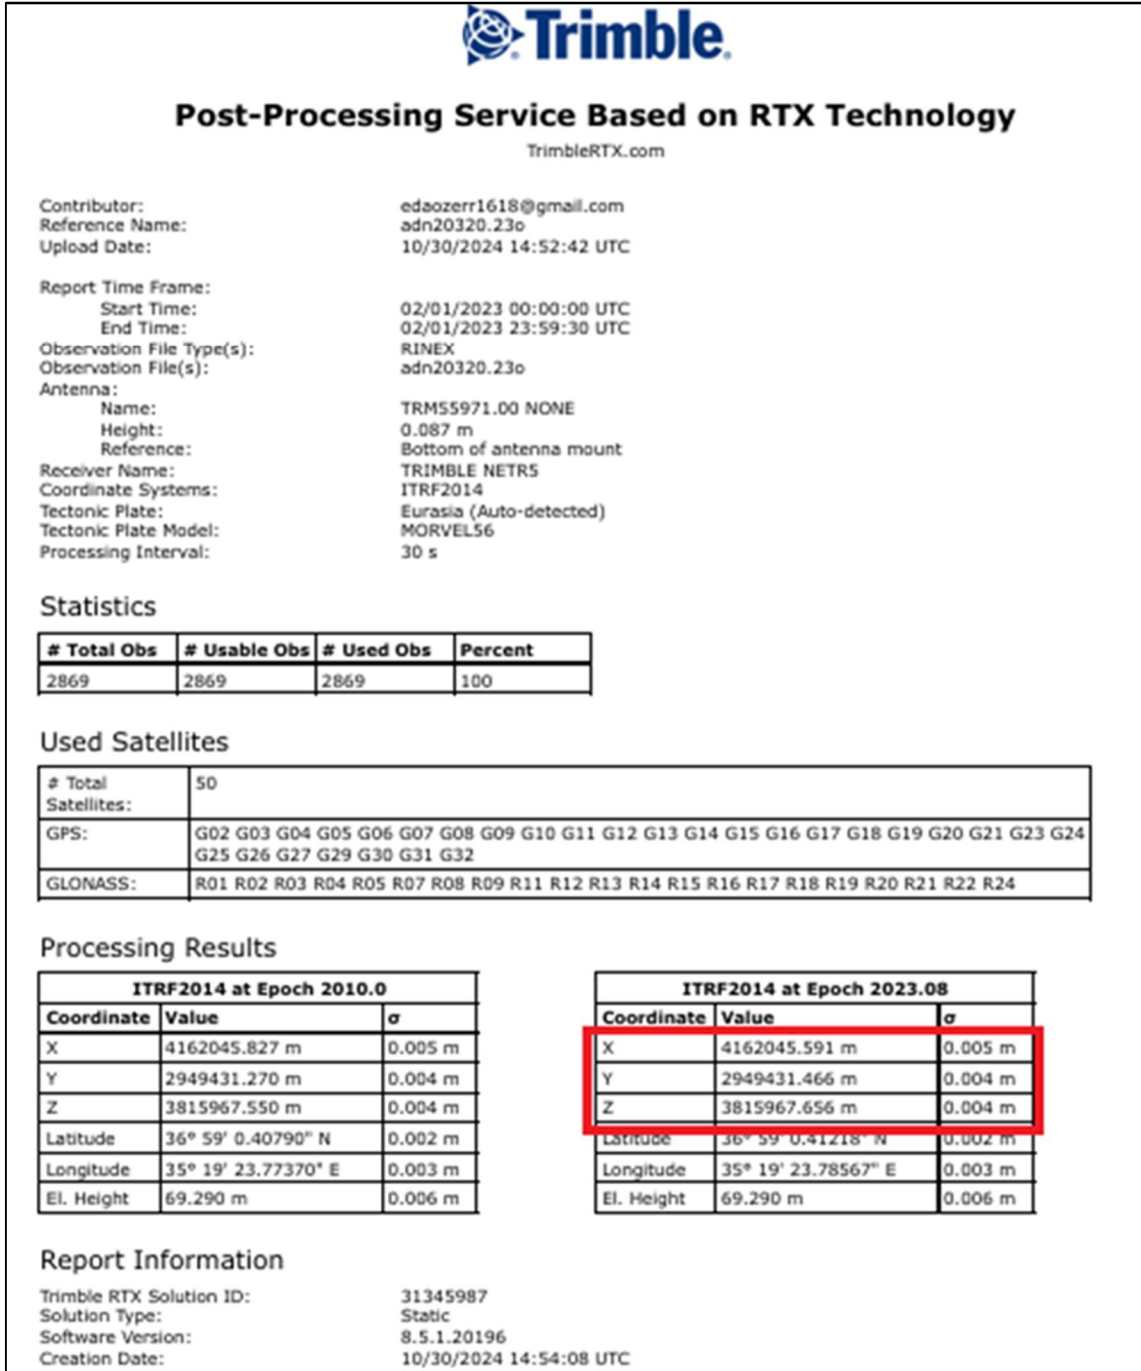 Trimble.
Post-Processing Service Based on RTX Technology
TrimbleRTX.com
Contributor: edaozerr1618@gmail.com
Reference Name: adn20320.23o
Upload Date: 10/30/2024 14:52:42 UTC
Report Time Frame:
Start Time: 02/01/2023 00:00:00 UTC
End Time: 02/01/2023 23:59:30 UTC
Observation File Type(s): RINEX
Observation File(s): adn20320.23o
Antenna:
Name: TRM55971.00 NONE
Height: 0.087 m
Reference: Bottom of antenna mount
Receiver Name: TRIMBLE NETR5
Coordinate Systems: ITRF2014
Tectonic Plate: Eurasia (Auto-detected)
Tectonic Plate Model: MORVEL56
Processing Interval: 30 s
Statistics
# Total Obs # Usable Obs # Used Obs Percent
2869 2869 2869 100
Used Satellites
# Total 50
Satellites:
GPS: G02 G03 G04 G05 G06 G07 G08 G09 G10 G11 G12 G13 G14 G15 G16 G17 G18 G19 G20 G21 G23 G24
G25 G26 G27 G29 G30 G31 G32
GLONASS: R01 R02 R03 R04 R05 R07 R08 R09 R11 R12 R13 R14 R15 R16 R17 R18 R19 R20 R21 R22 R24
Processing Results
ITRF2014 at Epoch 2010.0
Coordinate Value σ
X 4162045.827 m 0.005 m
Y 2949431.270 m 0.004 m
Z 3815967.550 m 0.004 m
Latitude 36° 59' 0.40790" N 0.002 m
Longitude 35° 19' 23.77370" E 0.003 m
El. Height 69.290 m 0.006 m
ITRF2014 at Epoch 2023.08
Coordinate Value σ
X 4162045.591 m 0.005 m
Y 2949431.466 m 0.004 m
Z 3815967.656 m 0.004 m
Latitude 36° 59' 0.41218" N 0.002 m
Longitude 35° 19' 23.78567" E 0.003 m
El. Height 69.290 m 0.006 m
Report Information
Trimble RTX Solution ID: 31345987
Solution Type: Static
Software Version: 8.5.1.20196
Creation Date: 10/30/2024 14:54:08 UTC